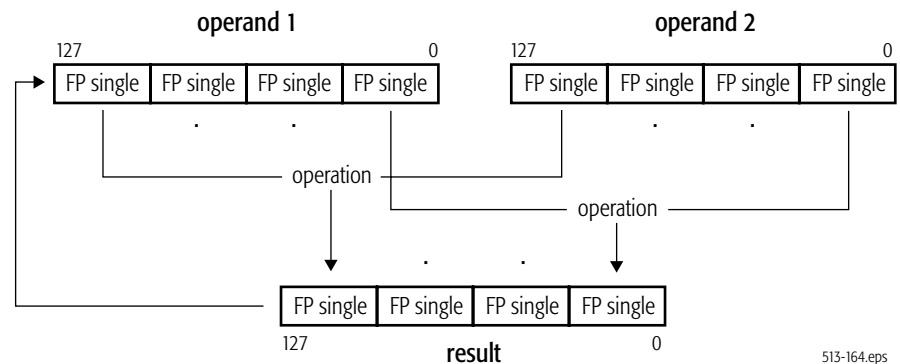 operand 1 operand 2
127 0 127 0
FP single FP single FP single FP single FP single FP single FP single FP single
. . . .
operation
operation
. .
FP single FP single FP single FP single
127 0
result
513-164.eps